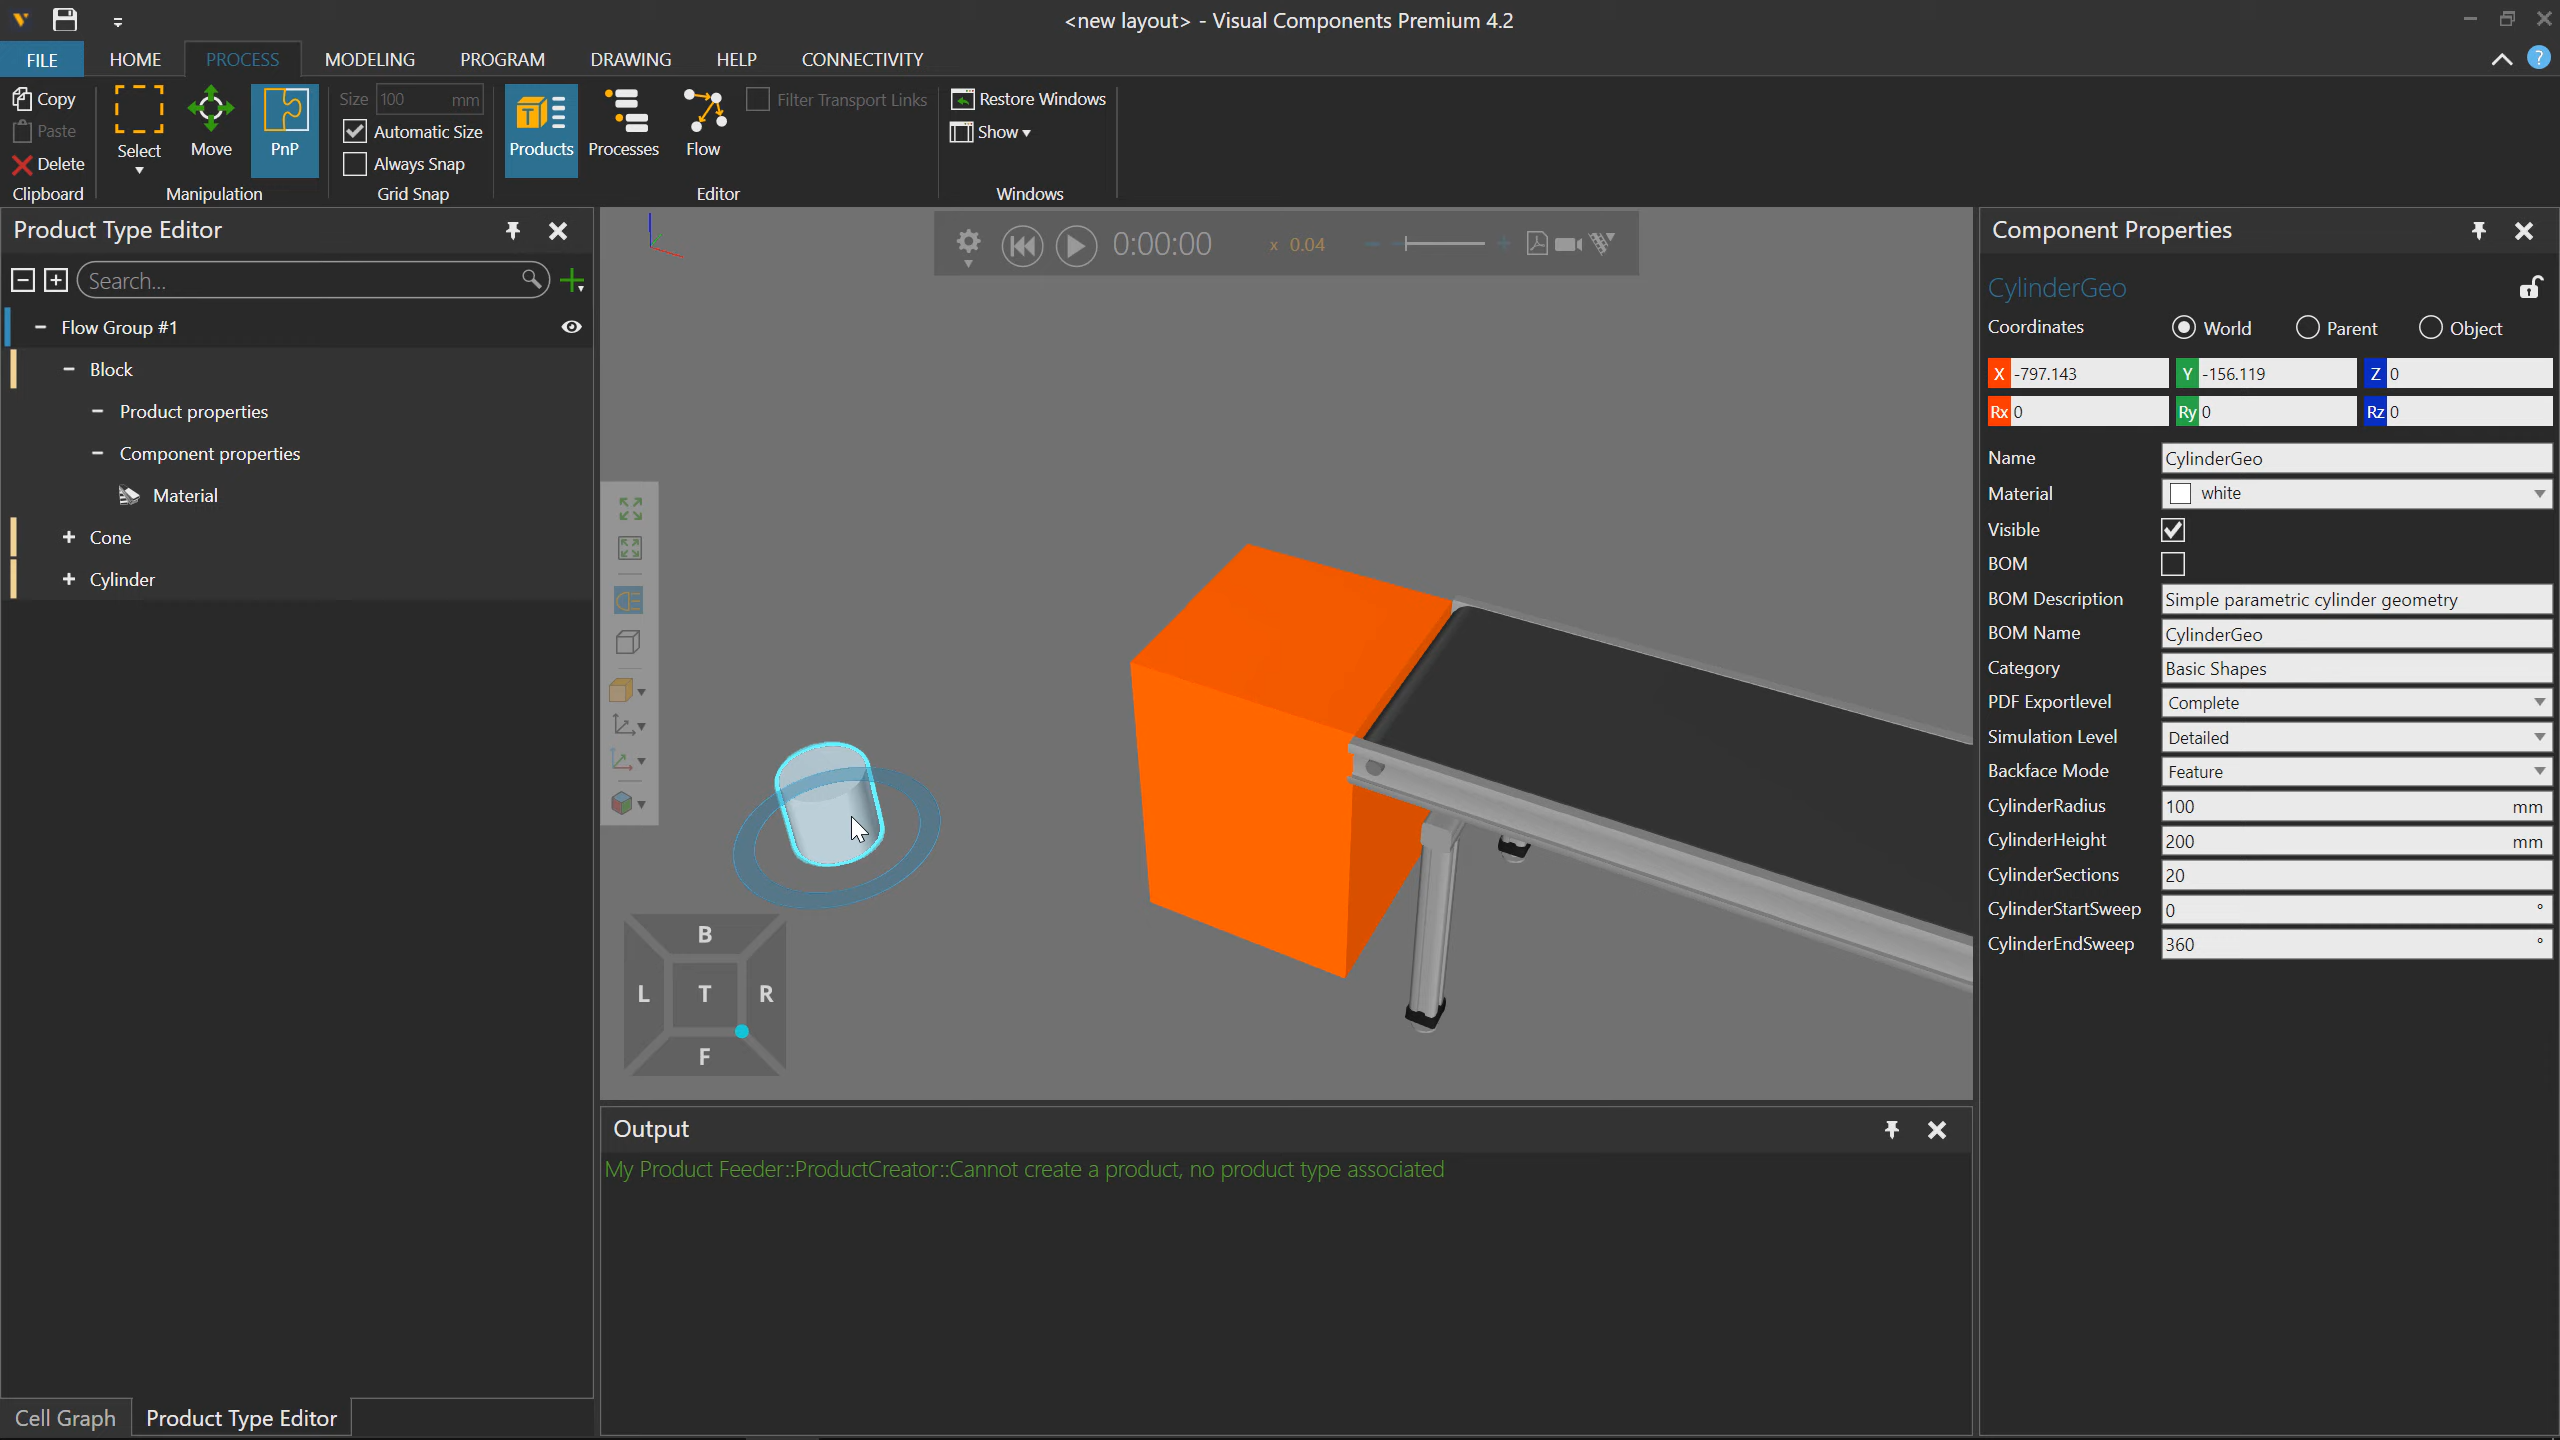 <new layout> - Visual Components Premium 4.2
FILE
HOME
PROCESS
MODELING
PROGRAM
DRAWING
HELP
CONNECTIVITY
Copy
Paste
Delete
Clipboard
Select
Move
PnP
Manipulation
Size 100 mm
Automatic Size
Always Snap
Grid Snap
Products
Processes
Flow
Filter Transport Links
Editor
Restore Windows
Show
Windows
Product Type Editor
Search...
Flow Group #1
Block
Product properties
Component properties
Material
Cone
Cylinder
Cell Graph
Product Type Editor
0:00:00
x 0.04
B
L T R
F
Output
My Product Feeder::ProductCreator::Cannot create a product, no product type associated
Component Properties
CylinderGeo
Coordinates World Parent Object
X -797.143 Y -156.119 Z 0
Rx 0 Ry 0 Rz 0
Name CylinderGeo
Material white
Visible
BOM
BOM Description Simple parametric cylinder geometry
BOM Name CylinderGeo
Category Basic Shapes
PDF Exportlevel Complete
Simulation Level Detailed
Backface Mode Feature
CylinderRadius 100 mm
CylinderHeight 200 mm
CylinderSections 20
CylinderStartSweep 0 °
CylinderEndSweep 360 °